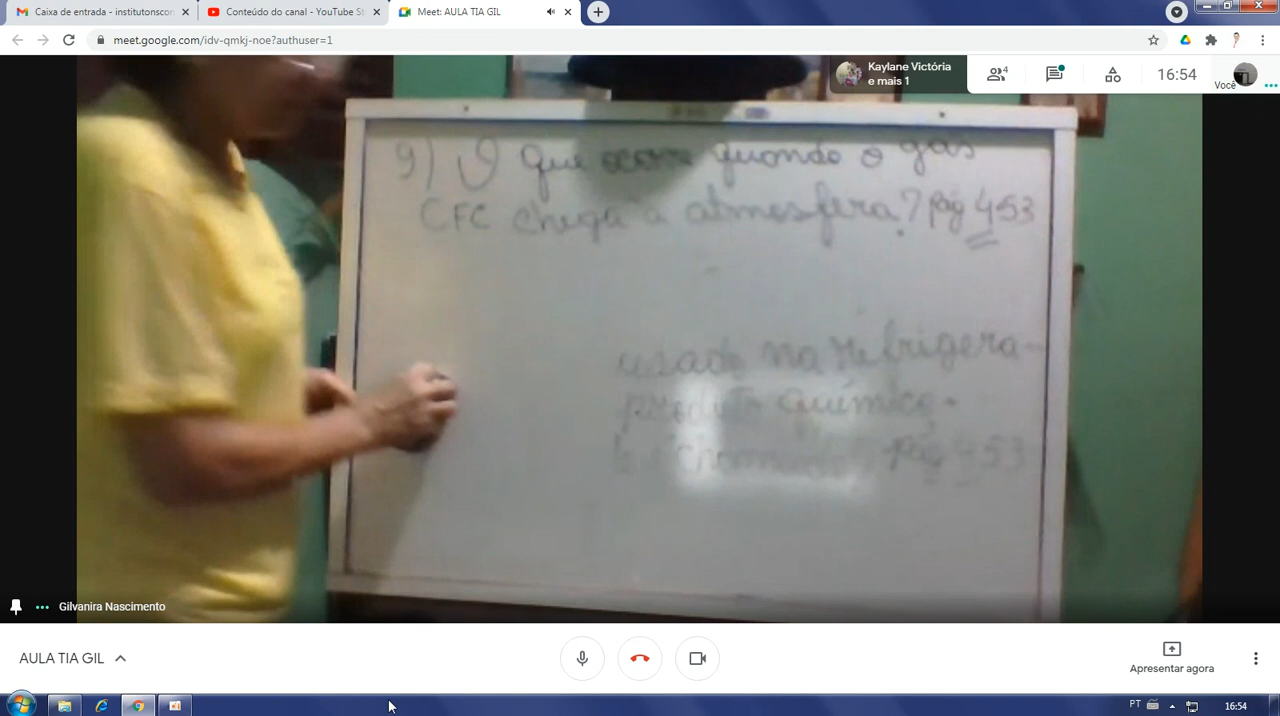 Caixa de entrada - institutonscon
Conteúdo do canal - YouTube St
Meet: AULA TIA GIL
meet.google.com/idv-qmkj-noe?authuser=1
Kaylane Victória
e mais 1
4
16:54
Você
9) O que ocorre quando o gás
CFC chega a atmosfera? pág 453
usado na refrigera-
produto químico
pág 453
Gilvanira Nascimento
AULA TIA GIL
Apresentar agora
PT
16:54